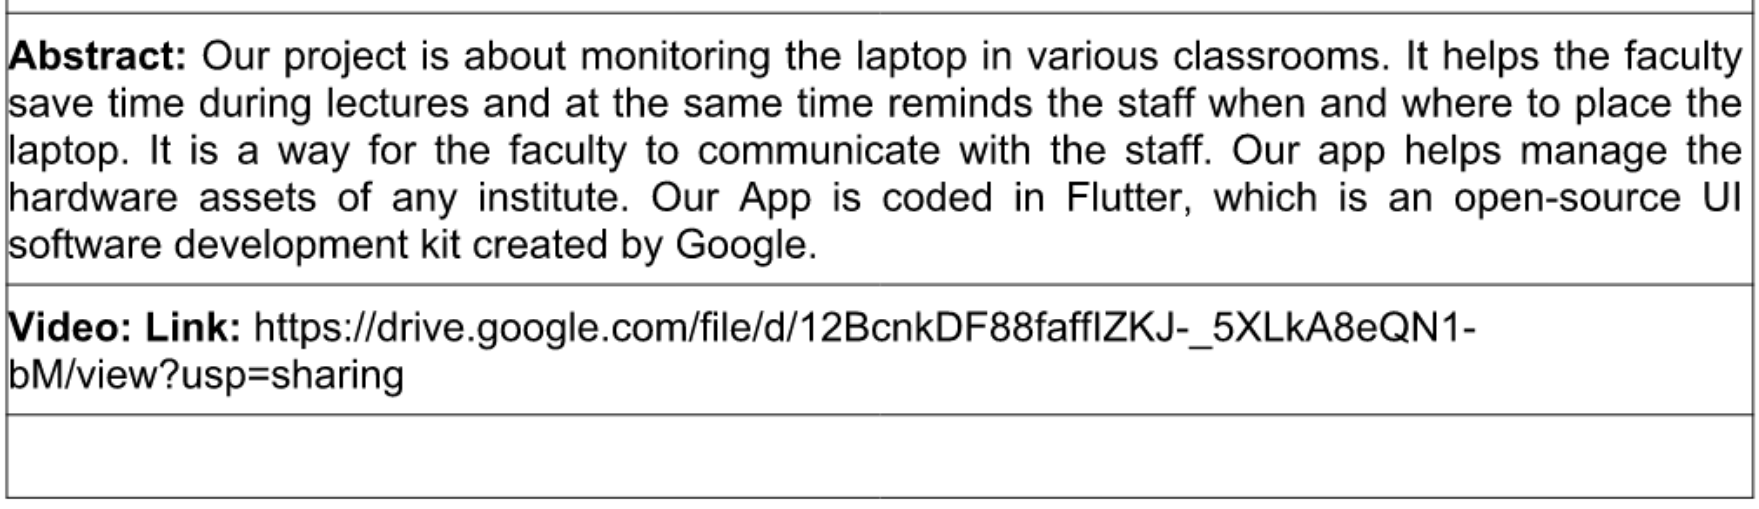 Abstract: Our project is about monitoring the laptop in various classrooms. It helps the faculty
save time during lectures and at the same time reminds the staff when and where to place the
laptop. It is a way for the faculty to communicate with the staff. Our app helps manage the
hardware assets of any institute. Our App is coded in Flutter, which is an open-source UI
software development kit created by Google.
Video: Link: https://drive.google.com/file/d/12BcnkDF88faffIZKJ-_5XLkA8eQN1-
bM/view?usp=sharing